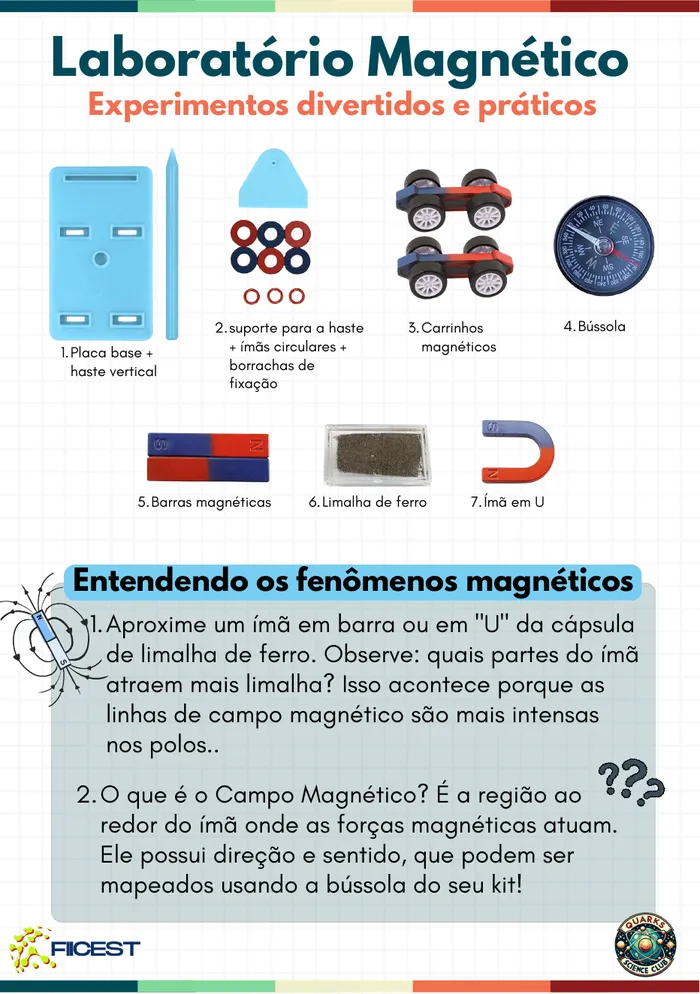 Laboratório Magnético
Experimentos divertidos e práticos
1. Placa base +
haste vertical
2. suporte para a haste
+ ímãs circulares +
borrachas de
fixação
3. Carrinhos
magnéticos
4. Bússola
S N
5. Barras magnéticas
6. Limalha de ferro
S
N
7. Ímã em U
Entendendo os fenômenos magnéticos
N
S
1. Aproxime um ímã em barra ou em "U" da cápsula
de limalha de ferro. Observe: quais partes do ímã
atraem mais limalha? Isso acontece porque as
linhas de campo magnético são mais intensas
nos polos..
???
2. O que é o Campo Magnético? É a região ao
redor do ímã onde as forças magnéticas atuam.
Ele possui direção e sentido, que podem ser
mapeados usando a bússola do seu kit!
FIICEST
QUARKS
SCIENCE CLUB